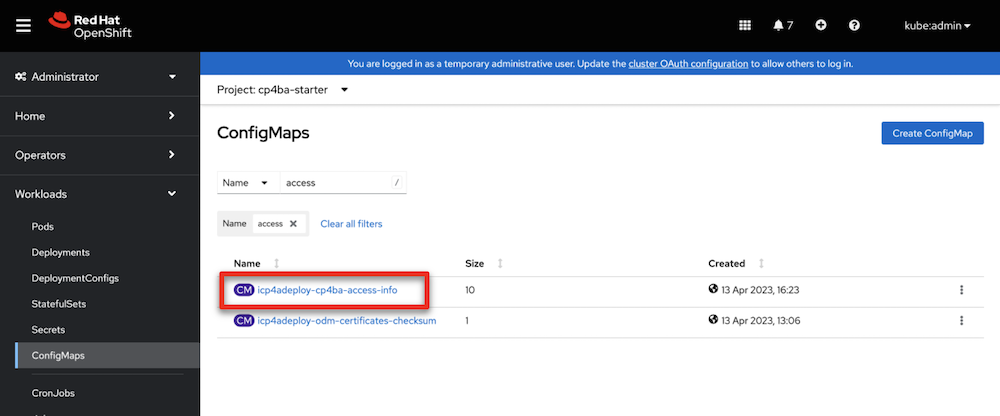 Red Hat
OpenShift
7
kube:admin
Administrator
You are logged in as a temporary administrative user. Update the cluster OAuth configuration to allow others to log in.
Project: cp4ba-starter
Home
Operators
Workloads
Pods
Deployments
DeploymentConfigs
StatefulSets
Secrets
ConfigMaps
CronJobs
ConfigMaps
Create ConfigMap
Name
access
/
Name
access
Clear all filters
Name Size Created
CM icp4adeploy-cp4ba-access-info 10 13 Apr 2023, 16:23
CM icp4adeploy-odm-certificates-checksum 1 13 Apr 2023, 13:06